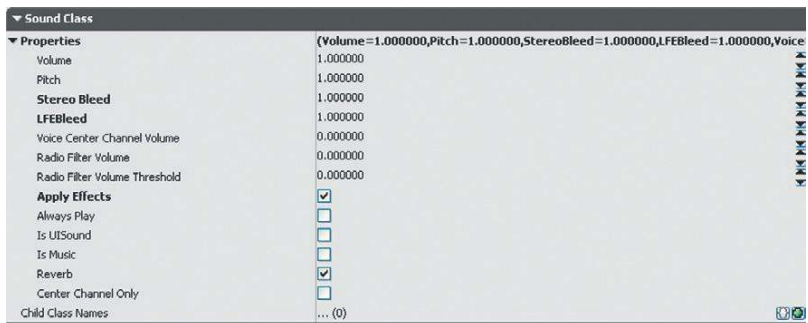 Sound Class
Properties (Volume=1.000000,Pitch=1.000000,StereoBleed=1.000000,LFEBleed=1.000000,Voice
Volume 1.000000
Pitch 1.000000
Stereo Bleed 1.000000
LFEBleed 1.000000
Voice Center Channel Volume 0.000000
Radio Filter Volume 0.000000
Radio Filter Volume Threshold 0.000000
Apply Effects
Always Play
Is UISound
Is Music
Reverb
Center Channel Only
Child Class Names ... (0)